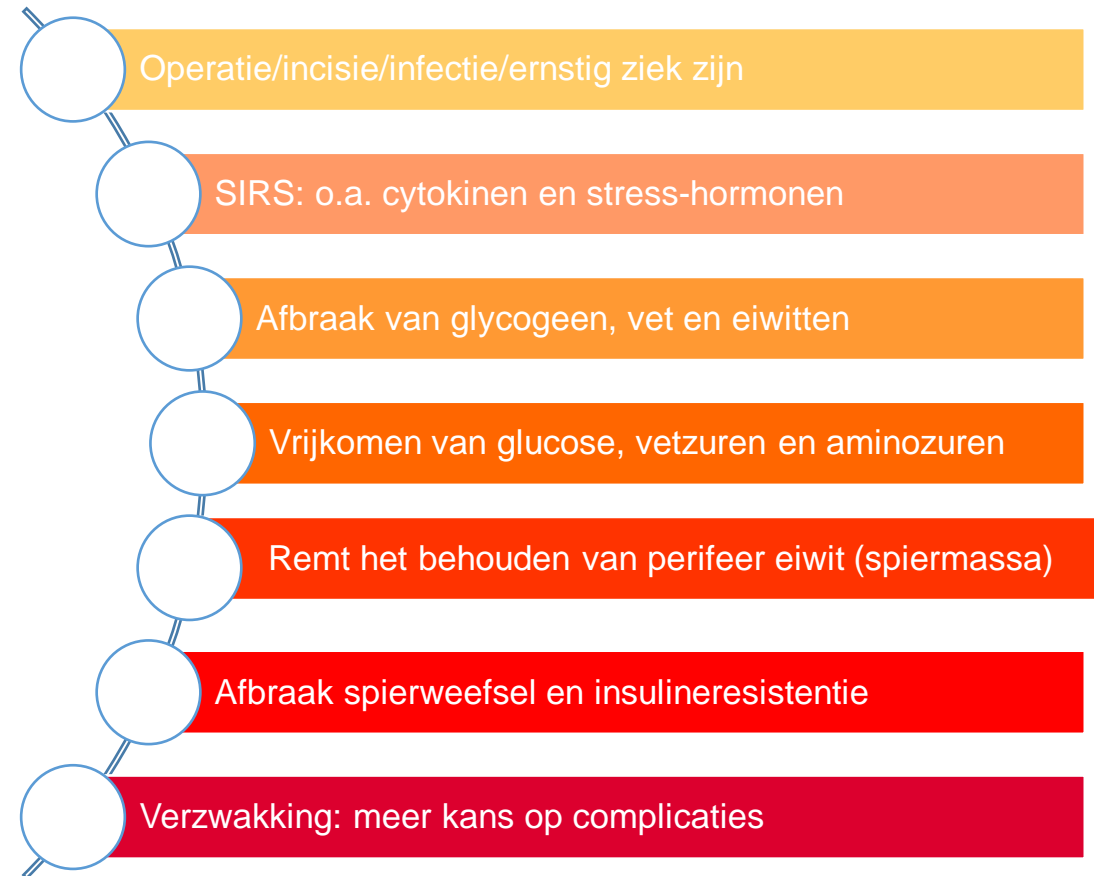 Operatie/incisie/infectie/ernstig ziek zijn
SIRS: o.a. cytokinen en stress-hormonen
Afbraak van glycogeen, vet en eiwitten
Vrijkomen van glucose, vetzuren en aminozuren
Remt het behouden van perifeer eiwit (spiermassa)
Afbraak spierweefsel en insulineresistentie
Verzwakking: meer kans op complicaties